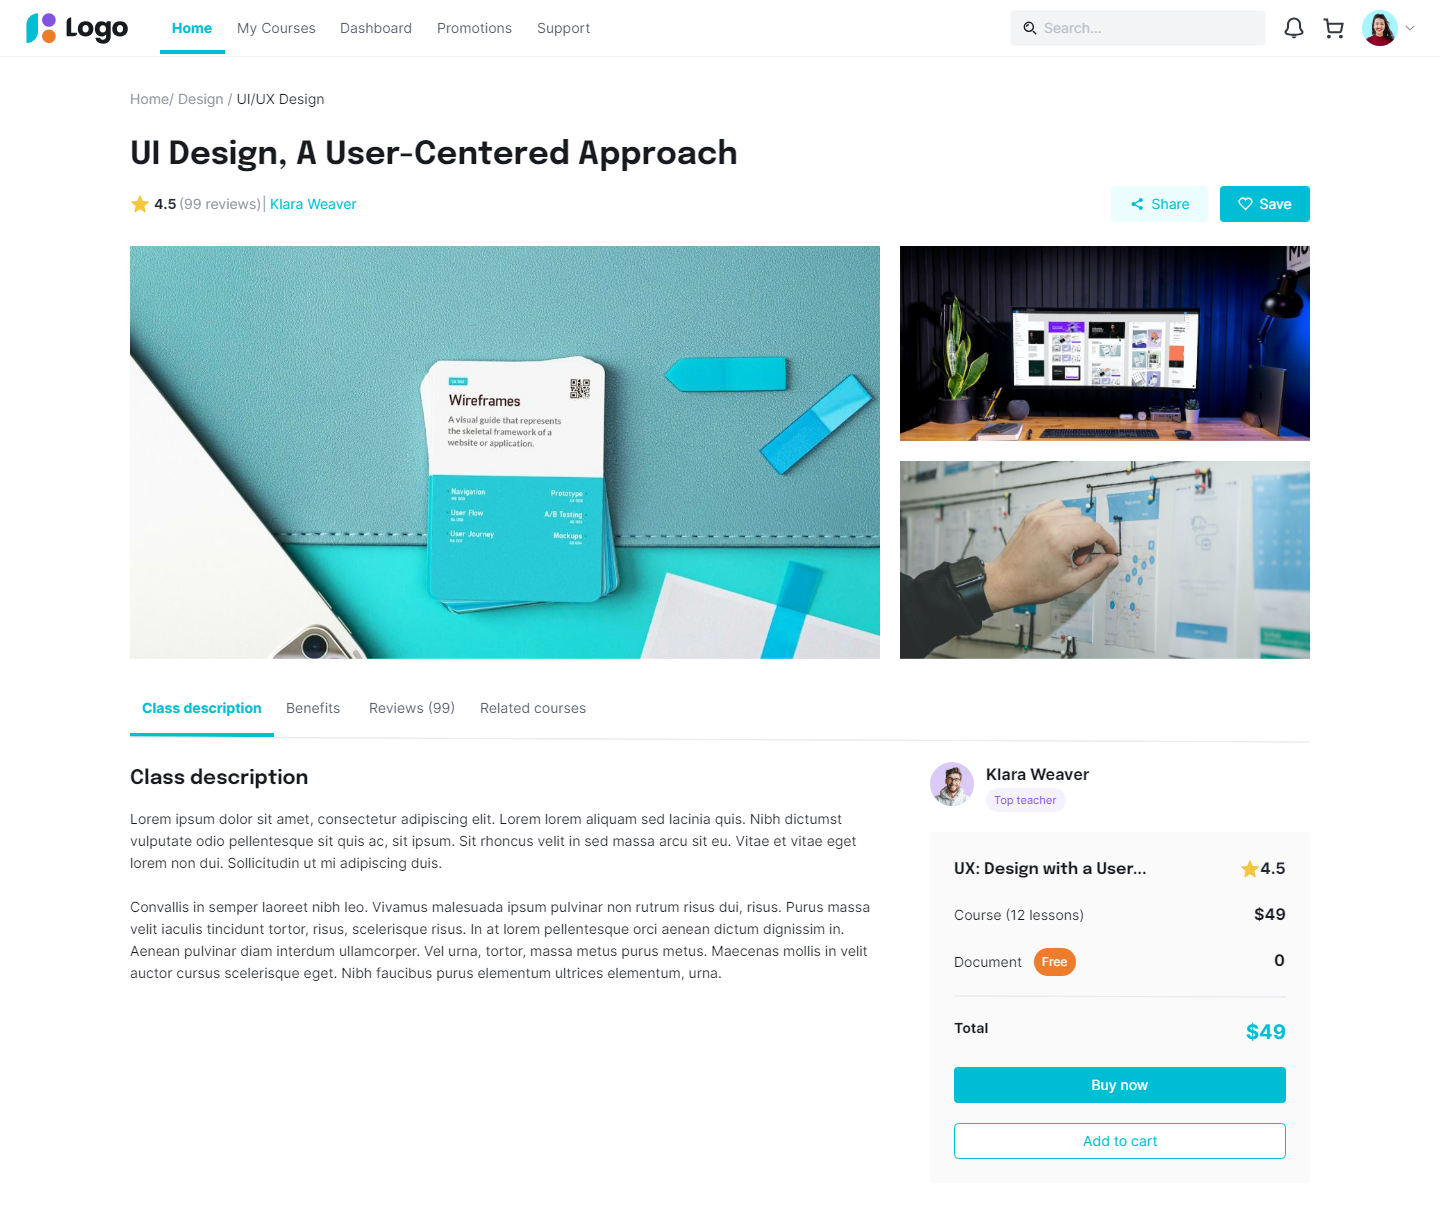 Logo
Home
My Courses
Dashboard
Promotions
Support
Search...
Home/ Design / UI/UX Design
UI Design, A User-Centered Approach
4.5 (99 reviews)| Klara Weaver
Share
Save
Wireframes
A visual guide that represents
the skeletal framework of a
website or application.
Navigation
Prototype
User Flow
A/B Testing
User Journey
Mockups
Class description
Benefits
Reviews (99)
Related courses
Class description
Lorem ipsum dolor sit amet, consectetur adipiscing elit. Lorem lorem aliquam sed lacinia quis. Nibh dictumst
vulputate odio pellentesque sit quis ac, sit ipsum. Sit rhoncus velit in sed massa arcu sit eu. Vitae et vitae eget
lorem non dui. Sollicitudin ut mi adipiscing duis.
Convallis in semper laoreet nibh leo. Vivamus malesuada ipsum pulvinar non rutrum risus dui, risus. Purus massa
velit iaculis tincidunt tortor, risus, scelerisque risus. In at lorem pellentesque orci aenean dictum dignissim in.
Aenean pulvinar diam interdum ullamcorper. Vel urna, tortor, massa metus purus metus. Maecenas mollis in velit
auctor cursus scelerisque eget. Nibh faucibus purus elementum ultrices elementum, urna.
Klara Weaver
Top teacher
UX: Design with a User... 4.5
Course (12 lessons) $49
Document Free 0
Total $49
Buy now
Add to cart